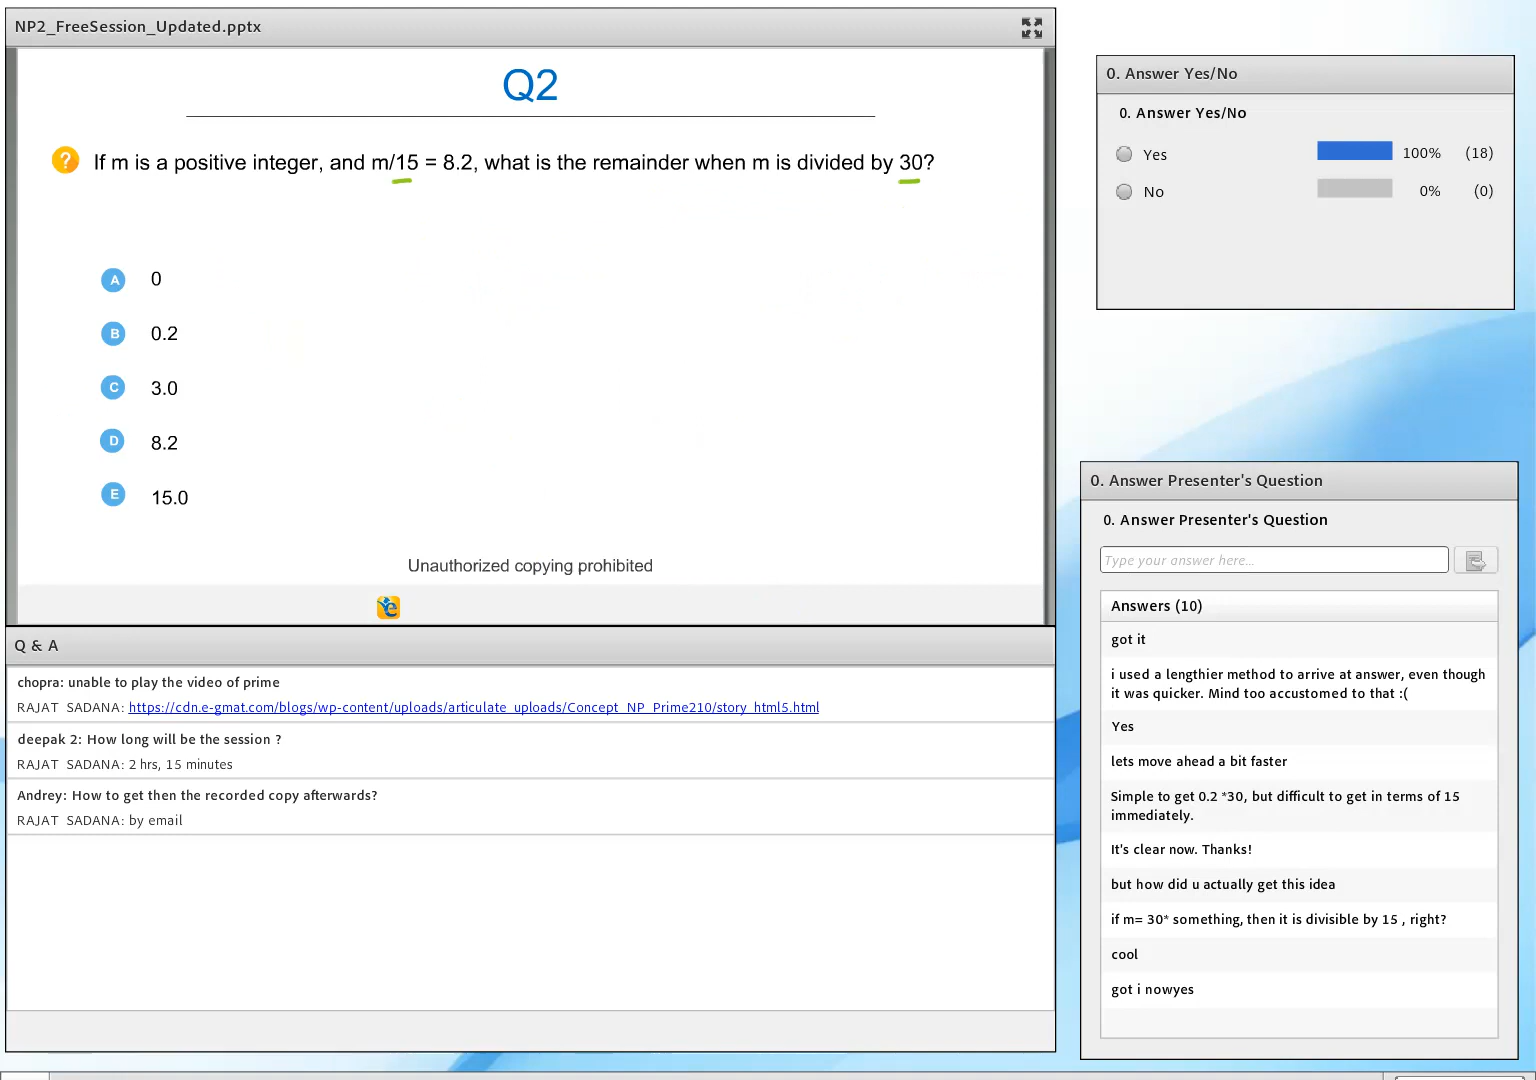 NP2_FreeSession_Updated.pptx
Q2
If m is a positive integer, and m/15 = 8.2, what is the remainder when m is divided by 30?
A 0
B 0.2
C 3.0
D 8.2
E 15.0
Unauthorized copying prohibited
Q & A
chopra: unable to play the video of prime
RAJAT SADANA: https://cdn.e-gmat.com/blogs/wp-content/uploads/articulate_uploads/Concept_NP_Prime210/story_html5.html
deepak 2: How long will be the session ?
RAJAT SADANA: 2 hrs, 15 minutes
Andrey: How to get then the recorded copy afterwards?
RAJAT SADANA: by email
0. Answer Yes/No
0. Answer Yes/No
Yes 100% (18)
No 0% (0)
0. Answer Presenter's Question
0. Answer Presenter's Question
Type your answer here...
Answers (10)
got it
i used a lengthier method to arrive at answer, even though
it was quicker. Mind too accustomed to that :(
Yes
lets move ahead a bit faster
Simple to get 0.2 *30, but difficult to get in terms of 15
immediately.
It's clear now. Thanks!
but how did u actually get this idea
if m= 30* something, then it is divisible by 15 , right?
cool
got i nowyes